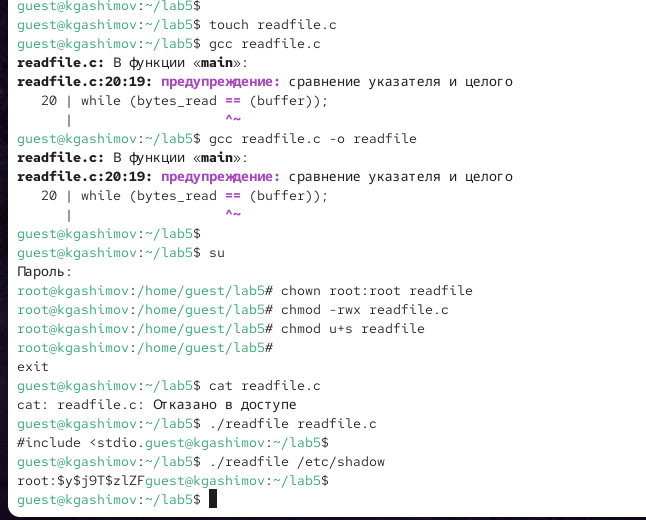 guest@kgashimov:~/lab5$
guest@kgashimov:~/lab5$ touch readfile.c
guest@kgashimov:~/lab5$ gcc readfile.c
readfile.c: В функции «main»:
readfile.c:20:19: предупреждение: сравнение указателя и целого
   20 | while (bytes_read == (buffer));
      |                   ^~
guest@kgashimov:~/lab5$ gcc readfile.c -o readfile
readfile.c: В функции «main»:
readfile.c:20:19: предупреждение: сравнение указателя и целого
   20 | while (bytes_read == (buffer));
      |                   ^~
guest@kgashimov:~/lab5$
guest@kgashimov:~/lab5$ su
Пароль:
root@kgashimov:/home/guest/lab5# chown root:root readfile
root@kgashimov:/home/guest/lab5# chmod -rwx readfile.c
root@kgashimov:/home/guest/lab5# chmod u+s readfile
root@kgashimov:/home/guest/lab5#
exit
guest@kgashimov:~/lab5$ cat readfile.c
cat: readfile.c: Отказано в доступе
guest@kgashimov:~/lab5$ ./readfile readfile.c
#include <stdio.guest@kgashimov:~/lab5$
guest@kgashimov:~/lab5$ ./readfile /etc/shadow
root:$y$j9T$zlZFguest@kgashimov:~/lab5$
guest@kgashimov:~/lab5$